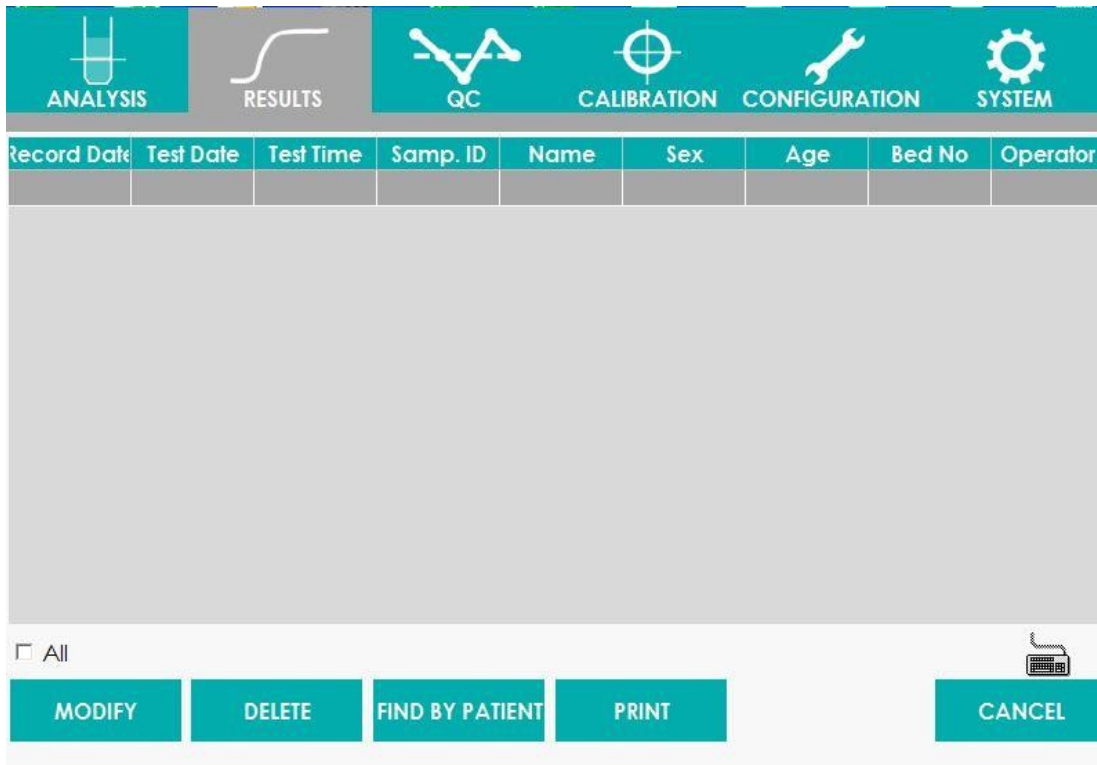 ANALYSIS RESULTS QC CALIBRATION CONFIGURATION SYSTEM
Record Date Test Date Test Time Samp. ID Name Sex Age Bed No Operator
All
MODIFY DELETE FIND BY PATIENT PRINT CANCEL